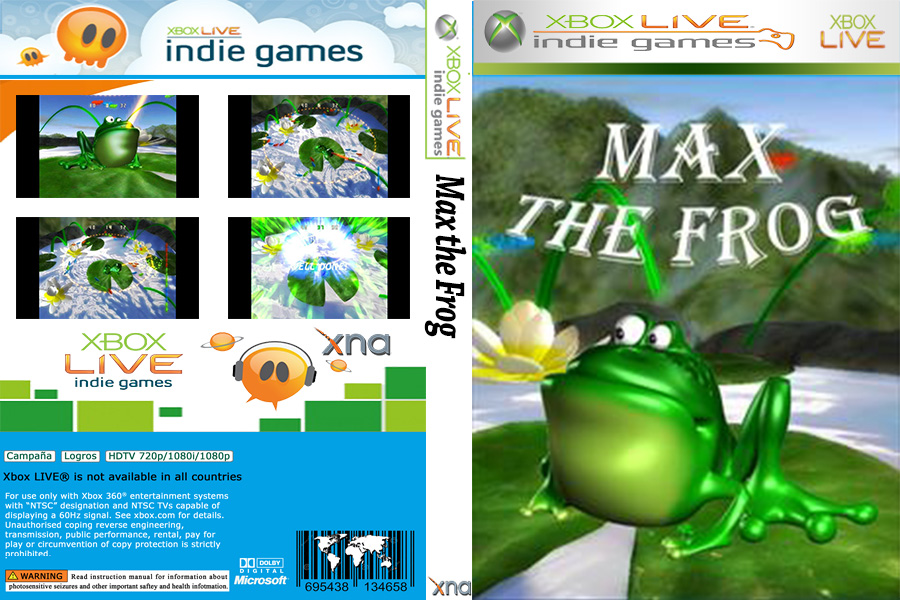 XBOX LIVE
indie games
XBOX LIVE
indie games
XBOX
LIVE
indie games
xna
Campaña Logros HDTV 720p/1080i/1080p
Xbox LIVE® is not available in all countries
For use only with Xbox 360® entertainment systems
with “NTSC” designation and NTSC TVs capable of
displaying a 60Hz signal. See xbox.com for details.
Unauthorised coping reverse engineering,
transmission, public performance, rental, pay for
play or circumvention of copy protection is strictly
prohibited.
WARNING Read instruction manual for information about
photosensitive seizures and other important saftey and health infotmation.
DOLBY
DIGITAL
Microsoft
695438 134658
XBOX LIVE
indie games
Max the Frog
xna
XBOX LIVE
indie games
XBOX
LIVE
MAX
THE FROG